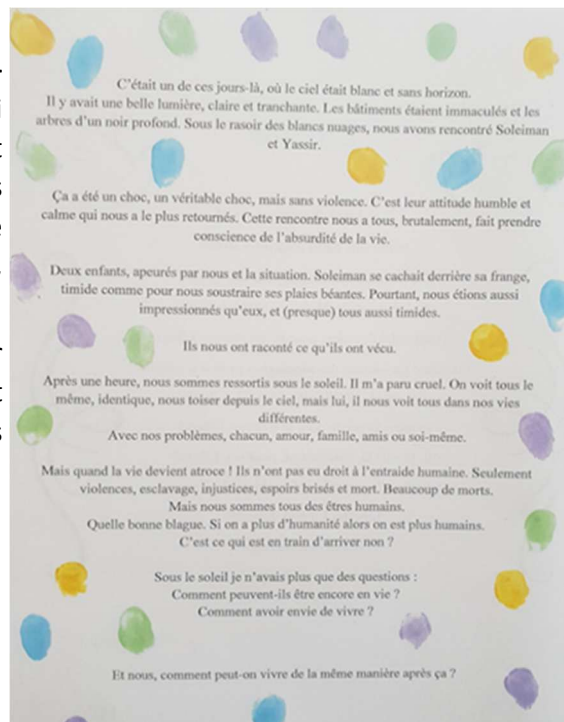 C'était un de ces jours-là, où le ciel était blanc et sans horizon.
Il y avait une belle lumière, claire et tranchante. Les bâtiments étaient immaculés et les
arbres d'un noir profond. Sous le rasoir des blancs nuages, nous avons rencontré Soleiman
et Yassir.
Ça a été un choc, un véritable choc, mais sans violence. C'est leur attitude humble et
calme qui nous a le plus retournés. Cette rencontre nous a tous, brutalement, fait prendre
conscience de l'absurdité de la vie.
Deux enfants, apeurés par nous et la situation. Soleiman se cachait derrière sa frange,
timide comme pour nous soustraire ses plaies béantes. Pourtant, nous étions aussi
impressionnés qu'eux, et (presque) tous aussi timides.
Ils nous ont raconté ce qu'ils ont vécu.
Après une heure, nous sommes ressortis sous le soleil. Il m'a paru cruel. On voit tous le
même, identique, nous toiser depuis le ciel, mais lui, il nous voit tous dans nos vies
différentes.
Avec nos problèmes, chacun, amour, famille, amis ou soi-même.
Mais quand la vie devient atroce ! Ils n'ont pas eu droit à l'entraide humaine. Seulement
violences, esclavage, injustices, espoirs brisés et mort. Beaucoup de morts.
Mais nous sommes tous des êtres humains.
Quelle bonne blague. Si on a plus d'humanité alors on est plus humains.
C'est ce qui est en train d'arriver non ?
Sous le soleil je n'avais plus que des questions :
Comment peuvent-ils être encore en vie ?
Comment avoir envie de vivre ?
Et nous, comment peut-on vivre de la même manière après ça ?